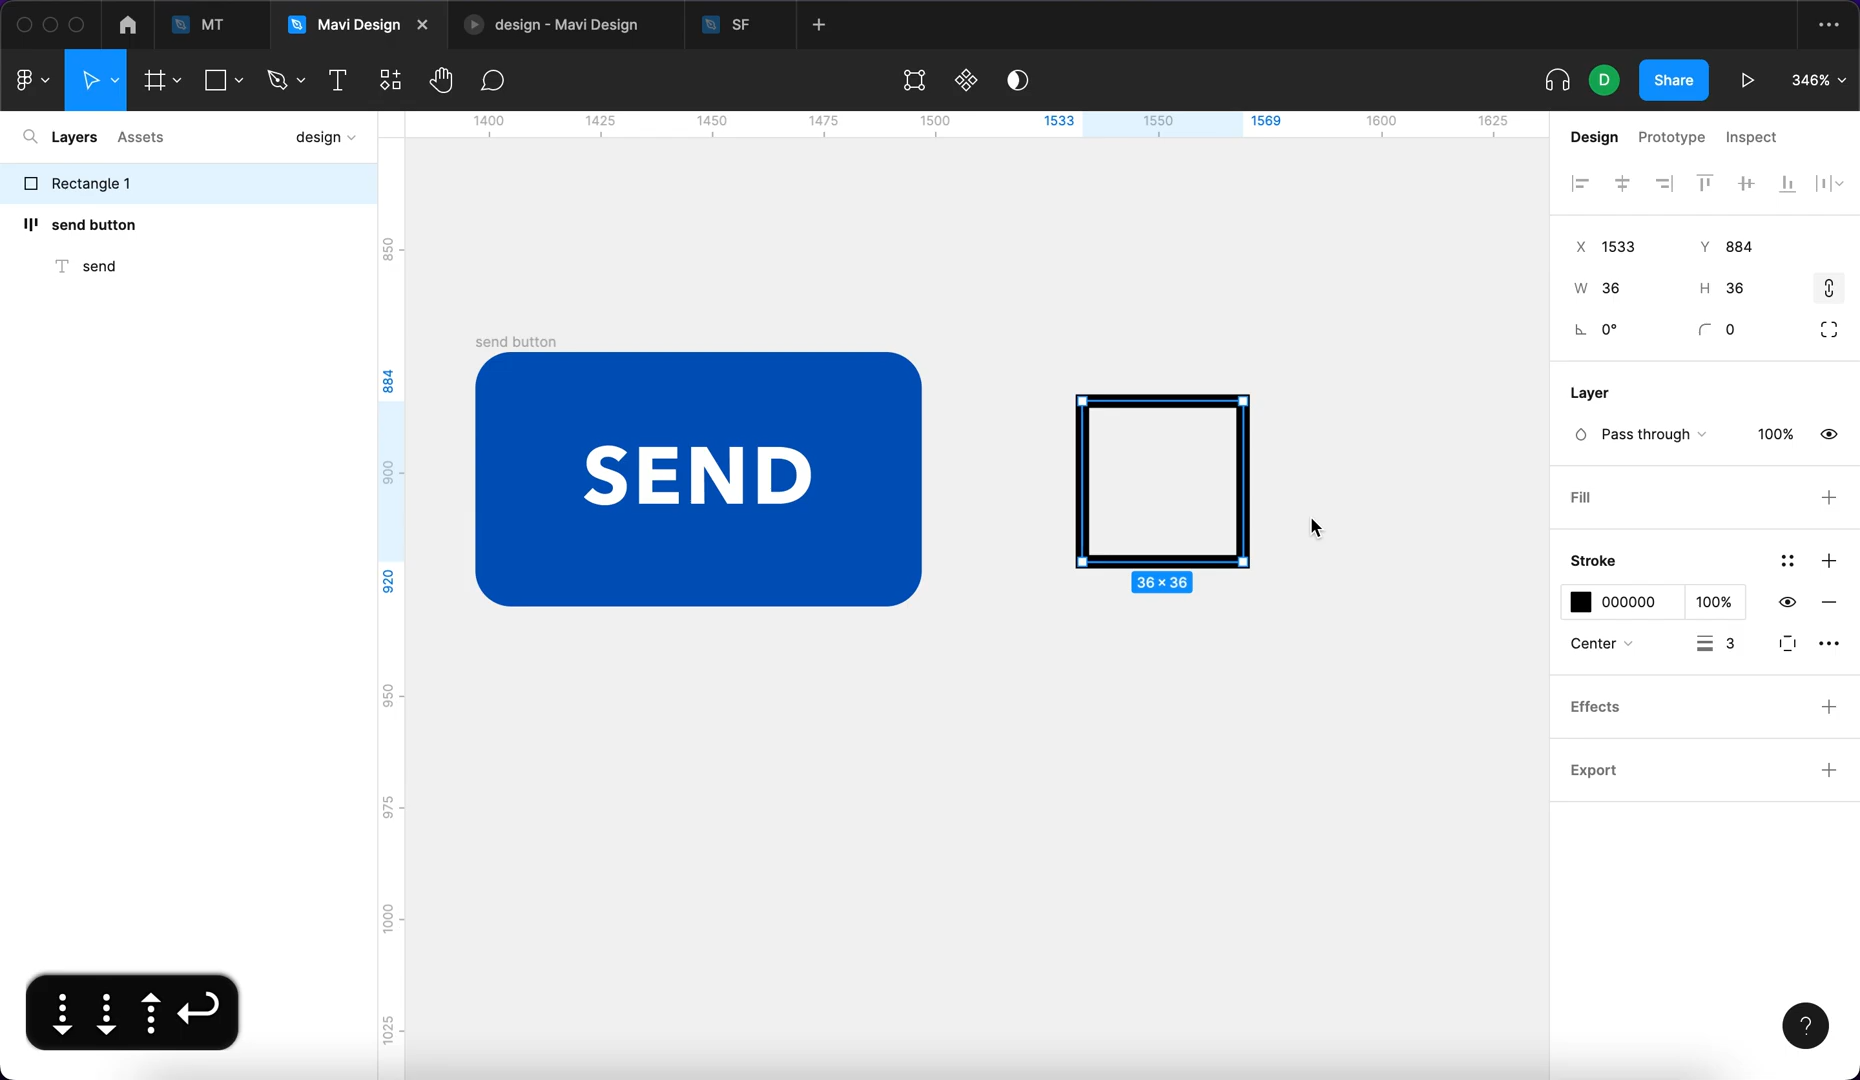 MT
Mavi Design
design - Mavi Design
SF
D
Share
346%
Layers
Assets
design
1400
1425
1450
1475
1500
1533
1550
1569
1600
1625
Design
Prototype
Inspect
Rectangle 1
send button
send
850
884
900
920
950
975
1000
1025
send button
SEND
36 × 36
X 1533
Y 884
W 36
H 36
0°
0
Layer
Pass through
100%
Fill
Stroke
000000
100%
Center
3
Effects
Export
?